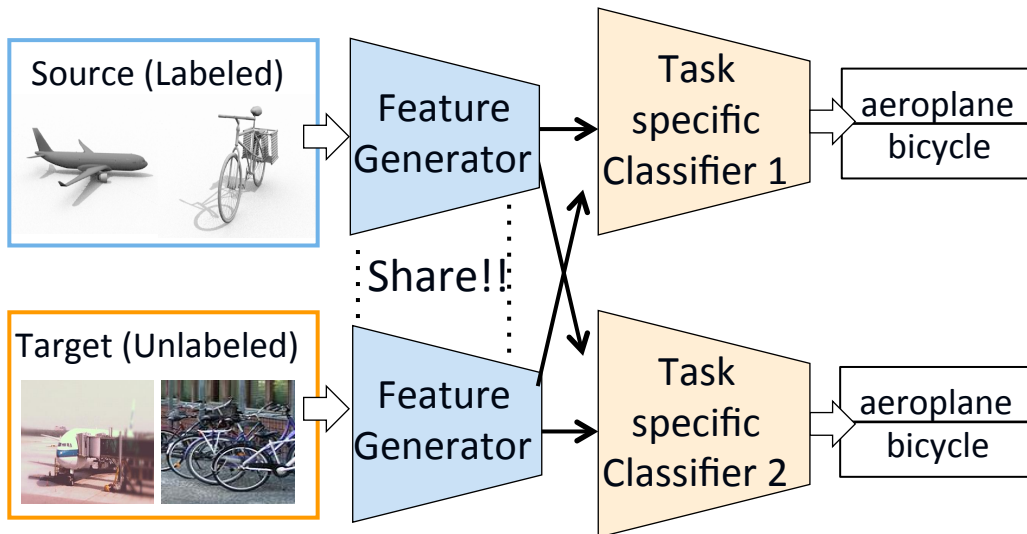 Source (Labeled)
Feature
Generator
Task
specific
Classifier 1
aeroplane
bicycle
Share!!
Target (Unlabeled)
Feature
Generator
Task
specific
Classifier 2
aeroplane
bicycle